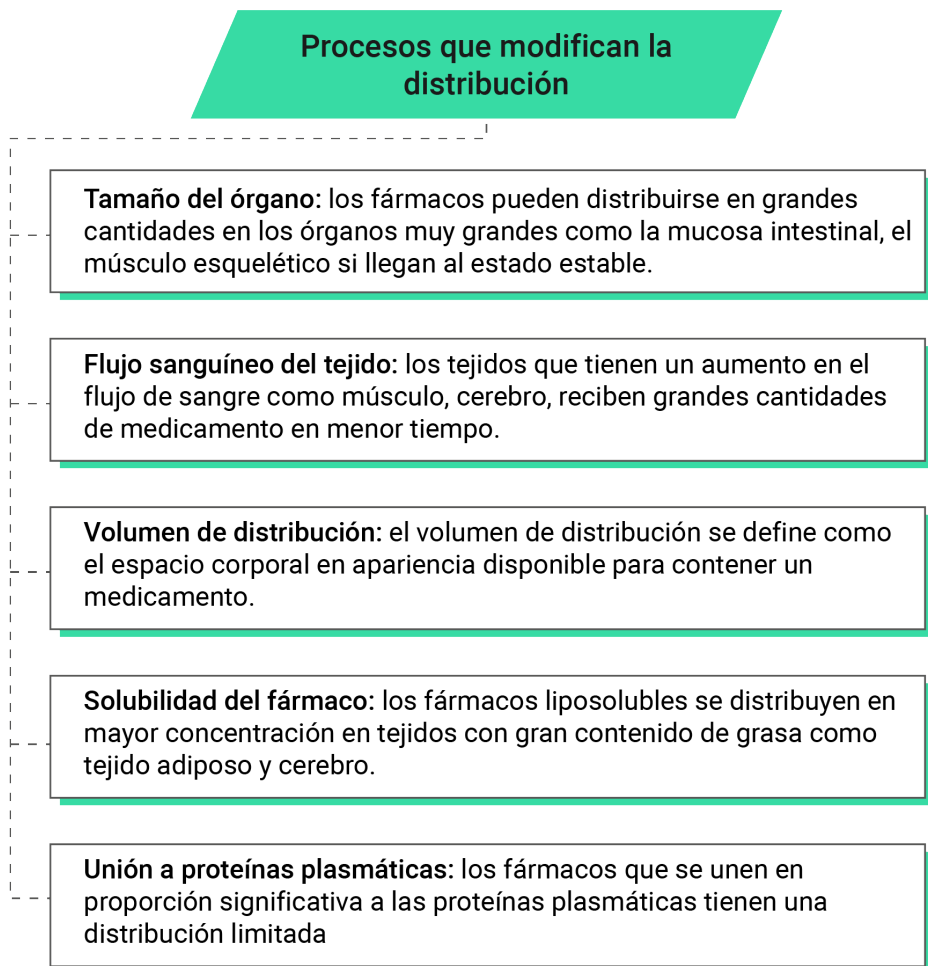 Procesos que modifican la
distribución
Tamaño del órgano: los fármacos pueden distribuirse en grandes
cantidades en los órganos muy grandes como la mucosa intestinal, el
músculo esquelético si llegan al estado estable.
Flujo sanguíneo del tejido: los tejidos que tienen un aumento en el
flujo de sangre como músculo, cerebro, reciben grandes cantidades
de medicamento en menor tiempo.
Volumen de distribución: el volumen de distribución se define como
el espacio corporal en apariencia disponible para contener un
medicamento.
Solubilidad del fármaco: los fármacos liposolubles se distribuyen en
mayor concentración en tejidos con gran contenido de grasa como
tejido adiposo y cerebro.
Unión a proteínas plasmáticas: los fármacos que se unen en
proporción significativa a las proteínas plasmáticas tienen una
distribución limitada